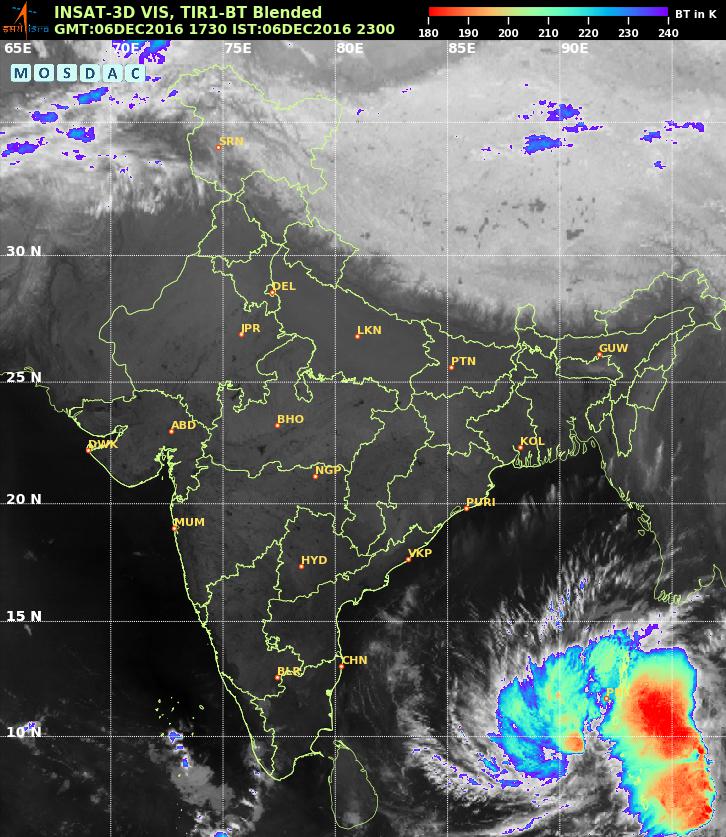 INSAT-3D VIS, TIR1-BT Blended
GMT:06DEC2016 1730 IST:06DEC2016 2300
BT in K
180 190 200 210 220 230 240
65E 70E 75E 80E 85E 90E
M O S D A C
SRN
30 N
DEL
JPR
LKN
GUW
PTN
25 N
ABD
BHO
DWK
KOL
NGP
20 N
PURI
MUM
VKP
HYD
15 N
CHN
BLR
10 N